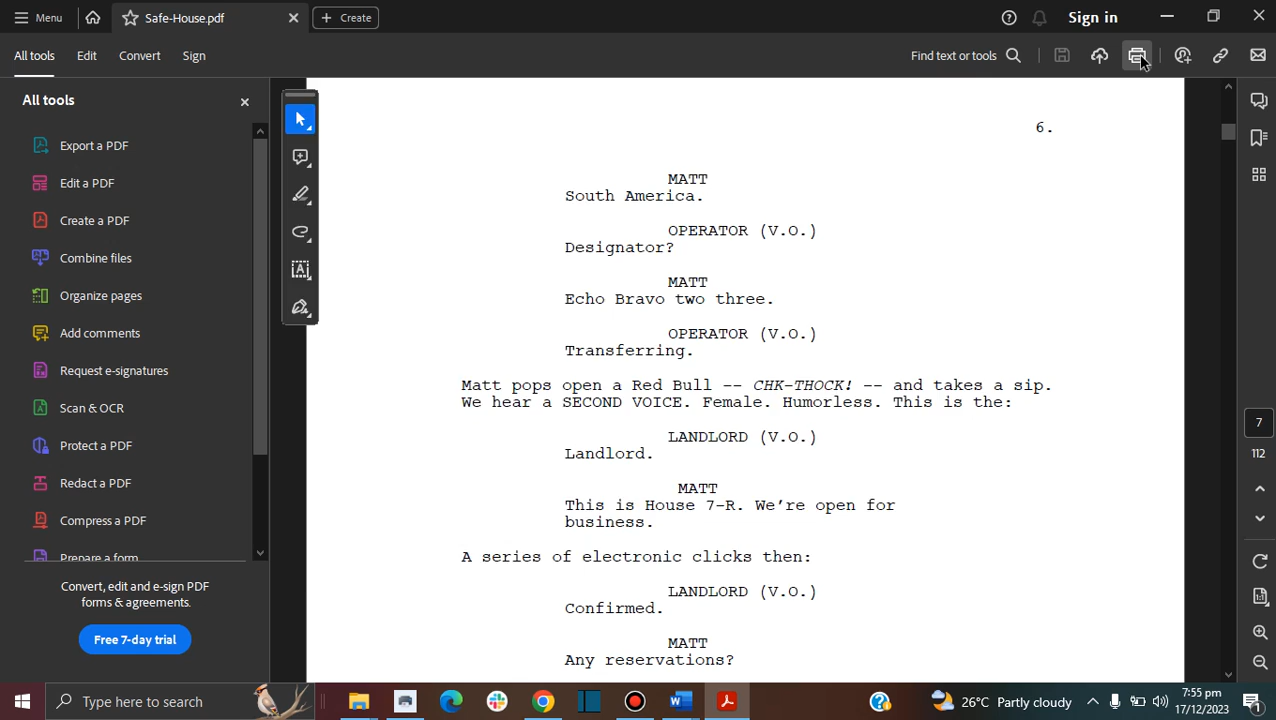 Menu
Safe-House.pdf
Create
Sign in
All tools
Edit
Convert
Sign
Find text or tools
All tools
Export a PDF
Edit a PDF
Create a PDF
Combine files
Organize pages
Add comments
Request e-signatures
Scan & OCR
Protect a PDF
Redact a PDF
Compress a PDF
Prepare a form
Convert, edit and e-sign PDF
forms & agreements.
Free 7-day trial
6.
MATT
South America.
OPERATOR (V.O.)
Designator?
MATT
Echo Bravo two three.
OPERATOR (V.O.)
Transferring.
Matt pops open a Red Bull -- CHK-THOCK! -- and takes a sip.
We hear a SECOND VOICE. Female. Humorless. This is the:
LANDLORD (V.O.)
Landlord.
MATT
This is House 7-R. We're open for
business.
A series of electronic clicks then:
LANDLORD (V.O.)
Confirmed.
MATT
Any reservations?
7
112
Type here to search
26°C Partly cloudy
7:55 pm
17/12/2023
1